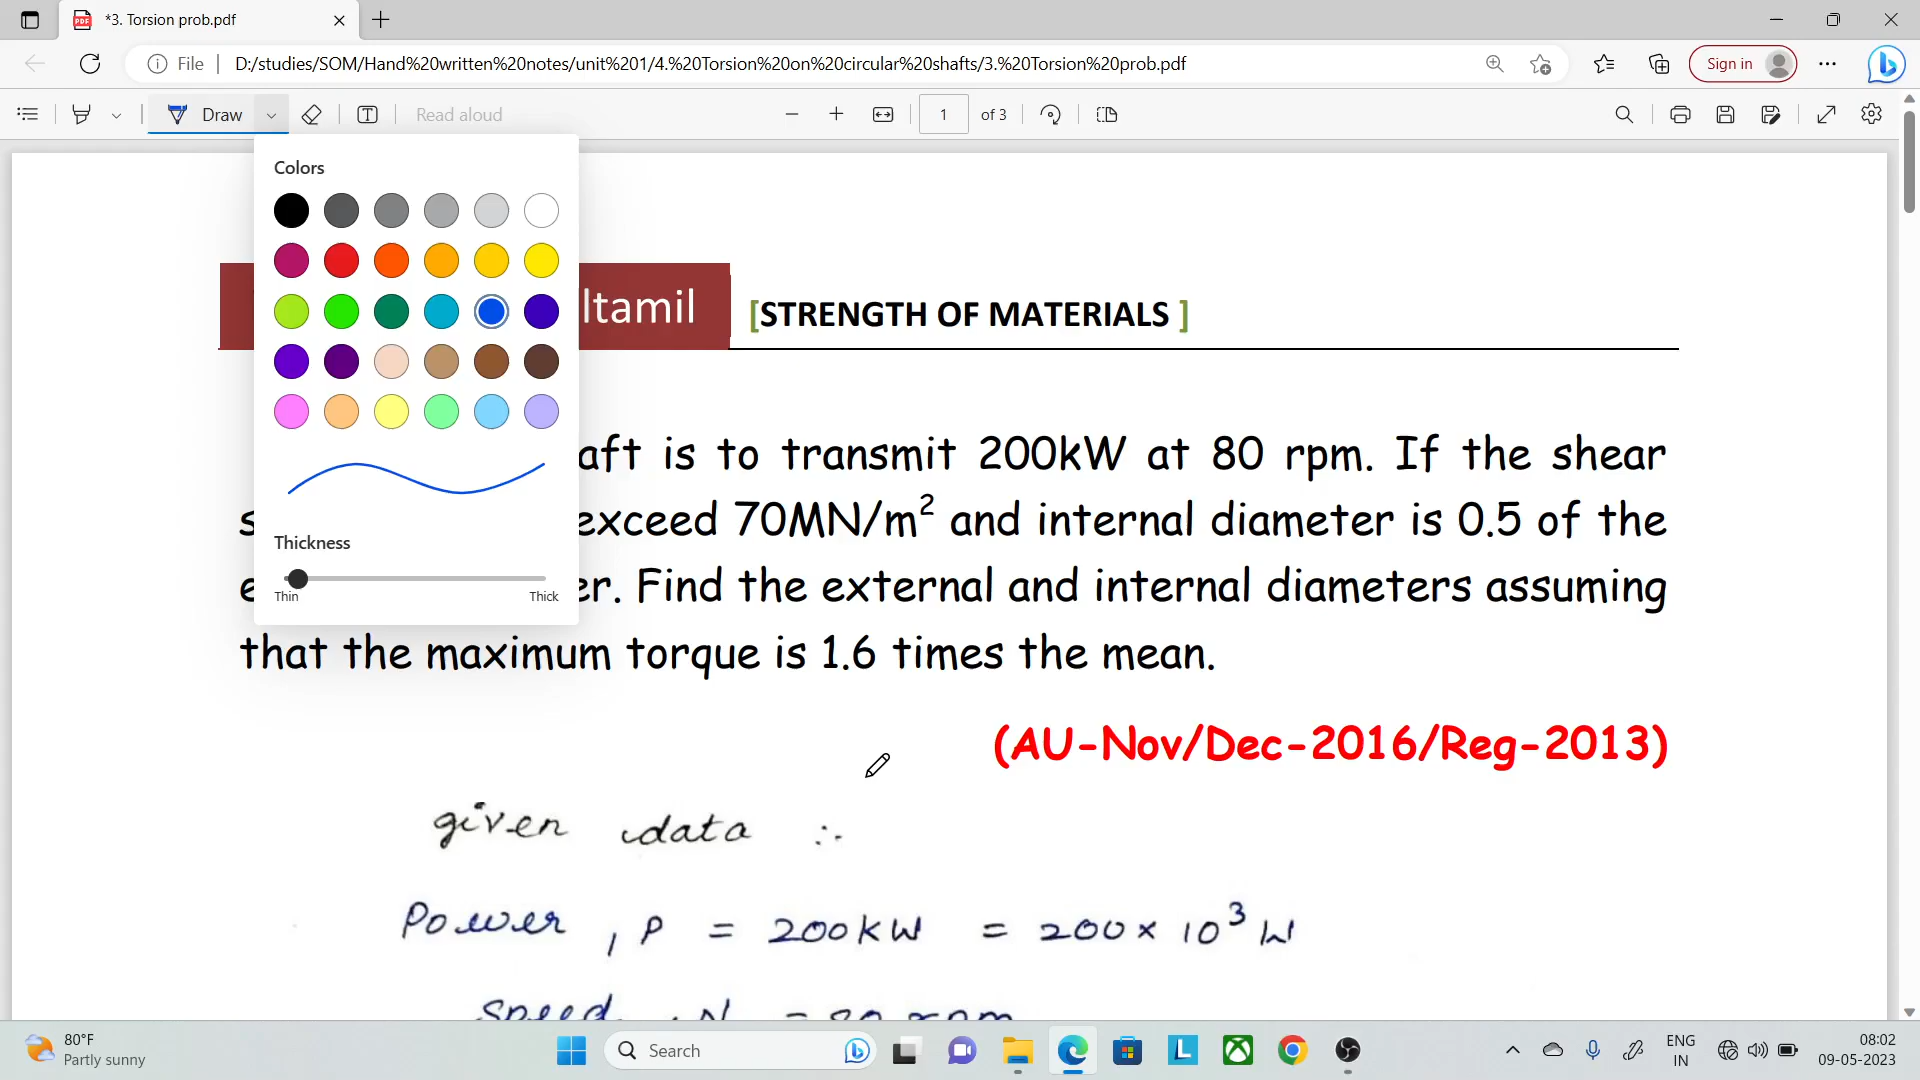 *3. Torsion prob.pdf
File | D:/studies/SOM/Hand%20written%20notes/unit%201/4.%20Torsion%20on%20circular%20shafts/3.%20Torsion%20prob.pdf
Sign in
Draw
Read aloud
1 of 3
Colors
ltamil [STRENGTH OF MATERIALS ]
aft is to transmit 200kW at 80 rpm. If the shear
s exceed 70MN/m² and internal diameter is 0.5 of the
Thickness
e er. Find the external and internal diameters assuming
Thin Thick
that the maximum torque is 1.6 times the mean.
(AU-Nov/Dec-2016/Reg-2013)
given data :-
Power, P = 200kW = 200 × 10³ W
Speed, N = 80 rpm
80°F
Partly sunny
Search
ENG
IN
08:02
09-05-2023